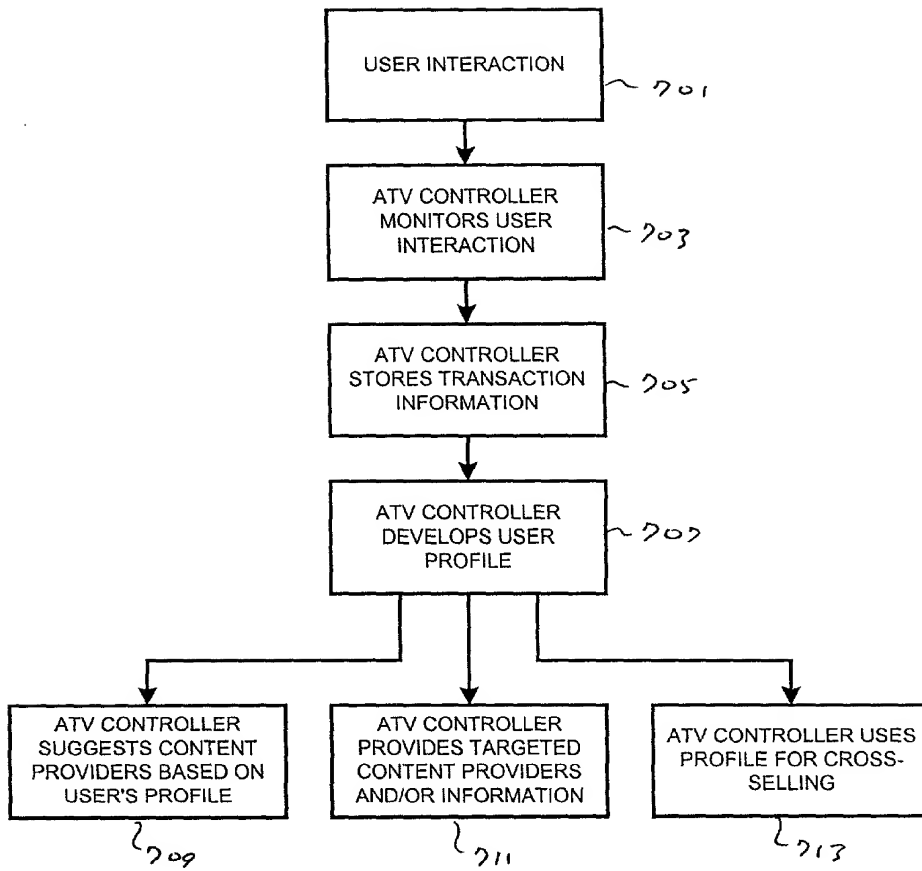 USER INTERACTION
701
ATV CONTROLLER
MONITORS USER
INTERACTION
703
ATV CONTROLLER
STORES TRANSACTION
INFORMATION
705
ATV CONTROLLER
DEVELOPS USER
PROFILE
707
ATV CONTROLLER
SUGGESTS CONTENT
PROVIDERS BASED ON
USER'S PROFILE
709
ATV CONTROLLER
PROVIDES TARGETED
CONTENT PROVIDERS
AND/OR INFORMATION
711
ATV CONTROLLER USES
PROFILE FOR CROSS-
SELLING
713